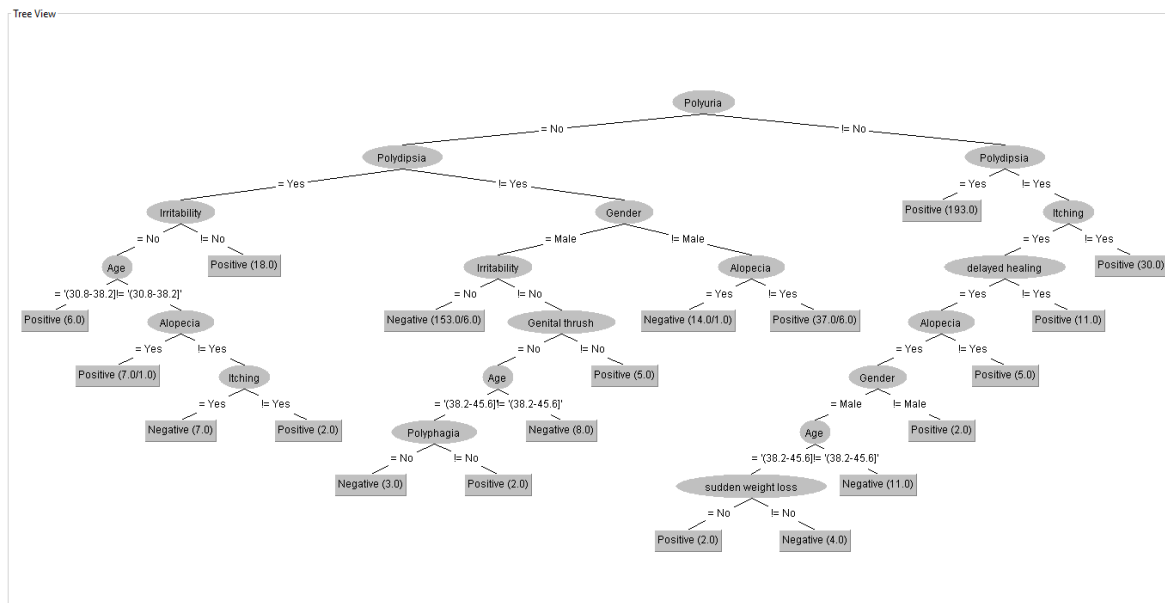 Tree View
Polyuria
= No
!= No
Polydipsia
Polydipsia
= Yes
!= Yes
= Yes
!= Yes
Irritability
Gender
Positive (193.0)
Itching
= No
!= No
= Male
!= Male
= Yes
!= Yes
Age
Positive (18.0)
Irritability
Alopecia
delayed healing
Positive (30.0)
= '(30.8-38.2]'
!= '(30.8-38.2]'
= No
!= No
= Yes
!= Yes
= Yes
!= Yes
Positive (6.0)
Alopecia
Negative (153.0/6.0)
Genital thrush
Negative (14.0/1.0)
Positive (37.0/6.0)
Alopecia
Positive (11.0)
= Yes
!= Yes
= No
!= No
= Yes
!= Yes
Positive (7.0/1.0)
Itching
Age
Positive (5.0)
Gender
Positive (5.0)
= Yes
!= Yes
= '(38.2-45.6]'
!= '(38.2-45.6]'
= Male
!= Male
Negative (7.0)
Positive (2.0)
Polyphagia
Negative (8.0)
Age
Positive (2.0)
= No
!= No
= '(38.2-45.6]'
!= '(38.2-45.6]'
Negative (3.0)
Positive (2.0)
sudden weight loss
Negative (11.0)
= No
!= No
Positive (2.0)
Negative (4.0)